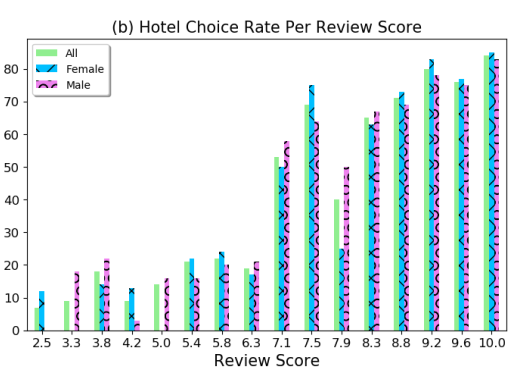 (b) Hotel Choice Rate Per Review Score
All
Female
Male
80
70
60
50
40
30
20
10
0
2.5 3.3 3.8 4.2 5.0 5.4 5.8 6.3 7.1 7.5 7.9 8.3 8.8 9.2 9.6 10.0
Review Score